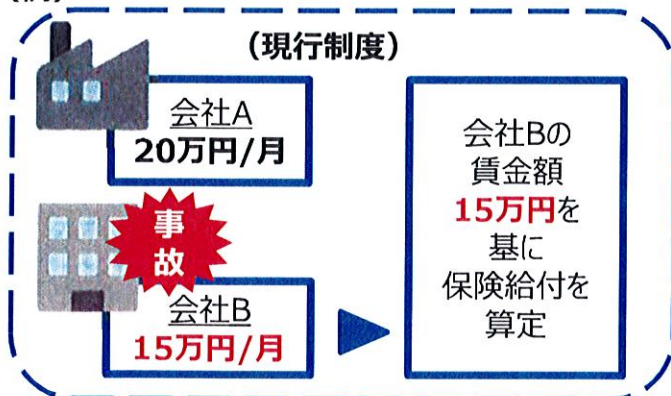 (現行制度)
会社A
20万円/月
事
故
会社B
15万円/月
会社Bの
賃金額
15万円を
基に
保険給付を
算定